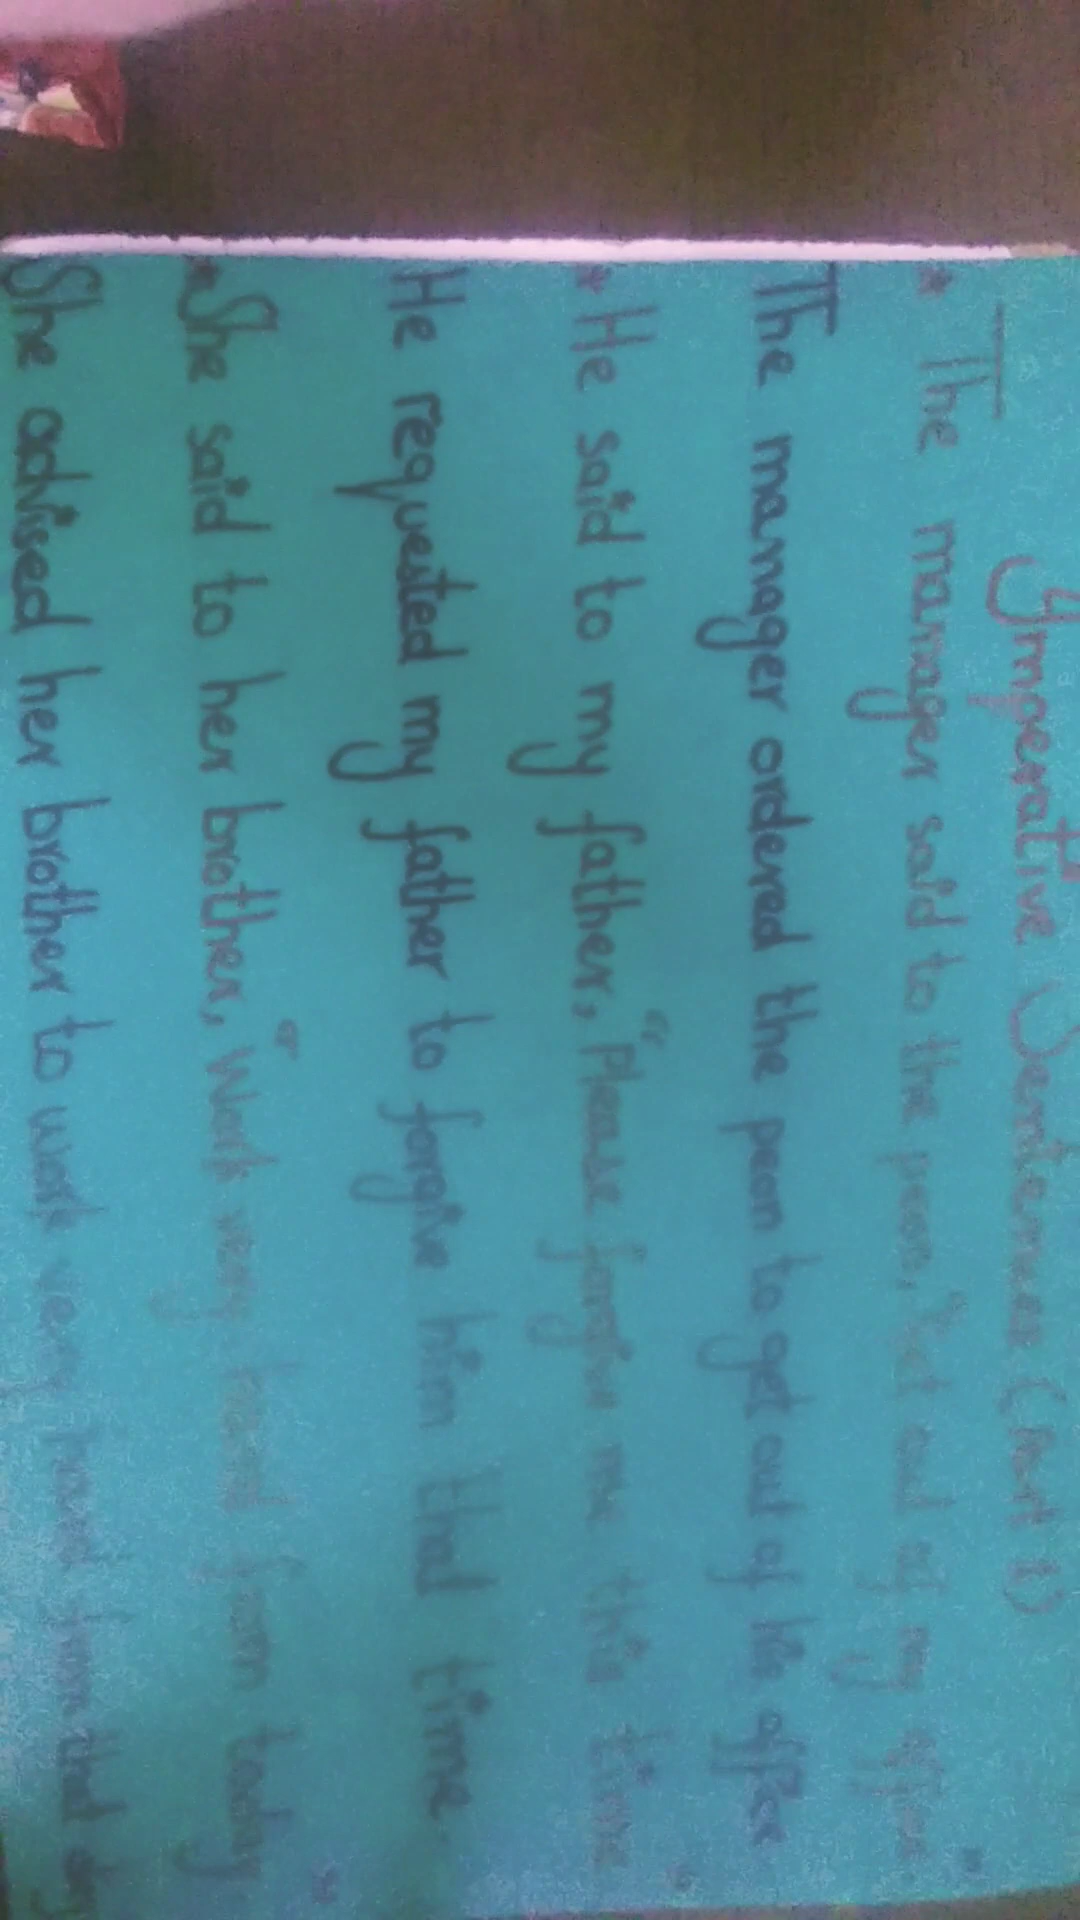 Imperative Sentences (Part 1)
* The manager said to the peon, "Get out of my office"
The manager ordered the peon to get out of his office
* He said to my father, "Please forgive me this time"
He requested my father to forgive him that time
* She said to her brother, "Work very hard from today"
She advised her brother to work very hard from that day